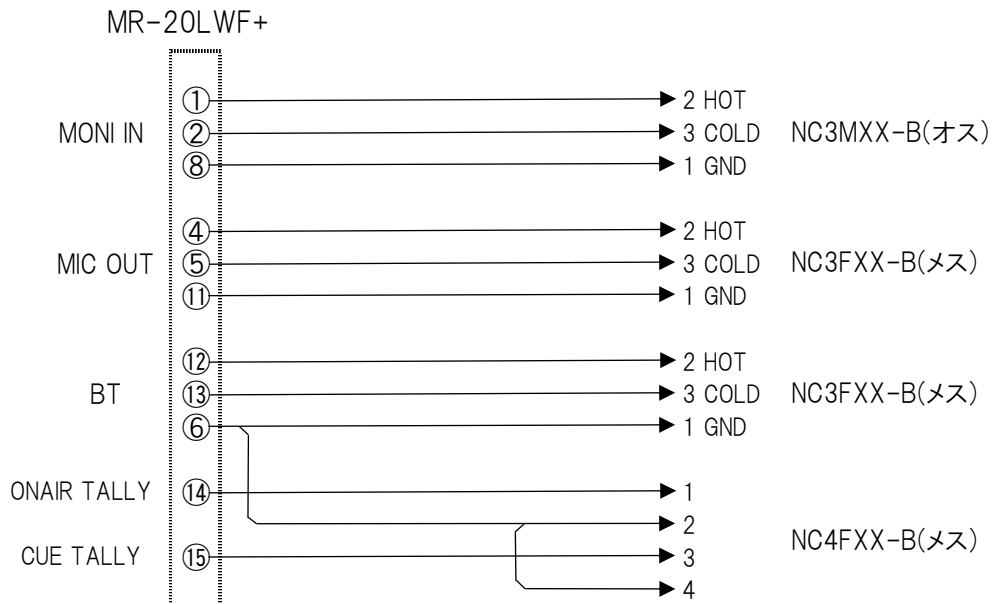 MR-20LWF+
① 2 HOT
MONI IN ② 3 COLD NC3MXX-B(オス)
⑧ 1 GND
④ 2 HOT
MIC OUT ⑤ 3 COLD NC3FXX-B(メス)
⑪ 1 GND
⑫ 2 HOT
BT ⑬ 3 COLD NC3FXX-B(メス)
⑥ 1 GND
ONAIR TALLY ⑭ 1
2
NC4FXX-B(メス)
CUE TALLY ⑮ 3
4